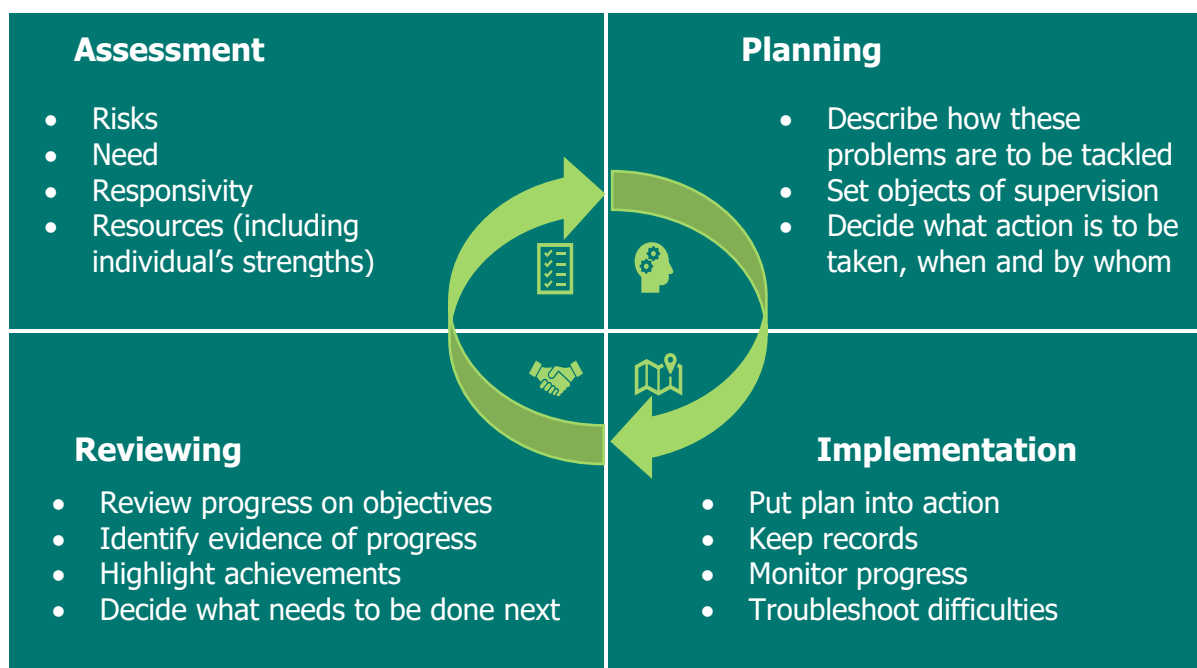 Assessment
• Risks
• Need
• Responsivity
• Resources (including
individual’s strengths)
Planning
• Describe how these
problems are to be tackled
• Set objects of supervision
• Decide what action is to be
taken, when and by whom
Reviewing
• Review progress on objectives
• Identify evidence of progress
• Highlight achievements
• Decide what needs to be done next
Implementation
• Put plan into action
• Keep records
• Monitor progress
• Troubleshoot difficulties